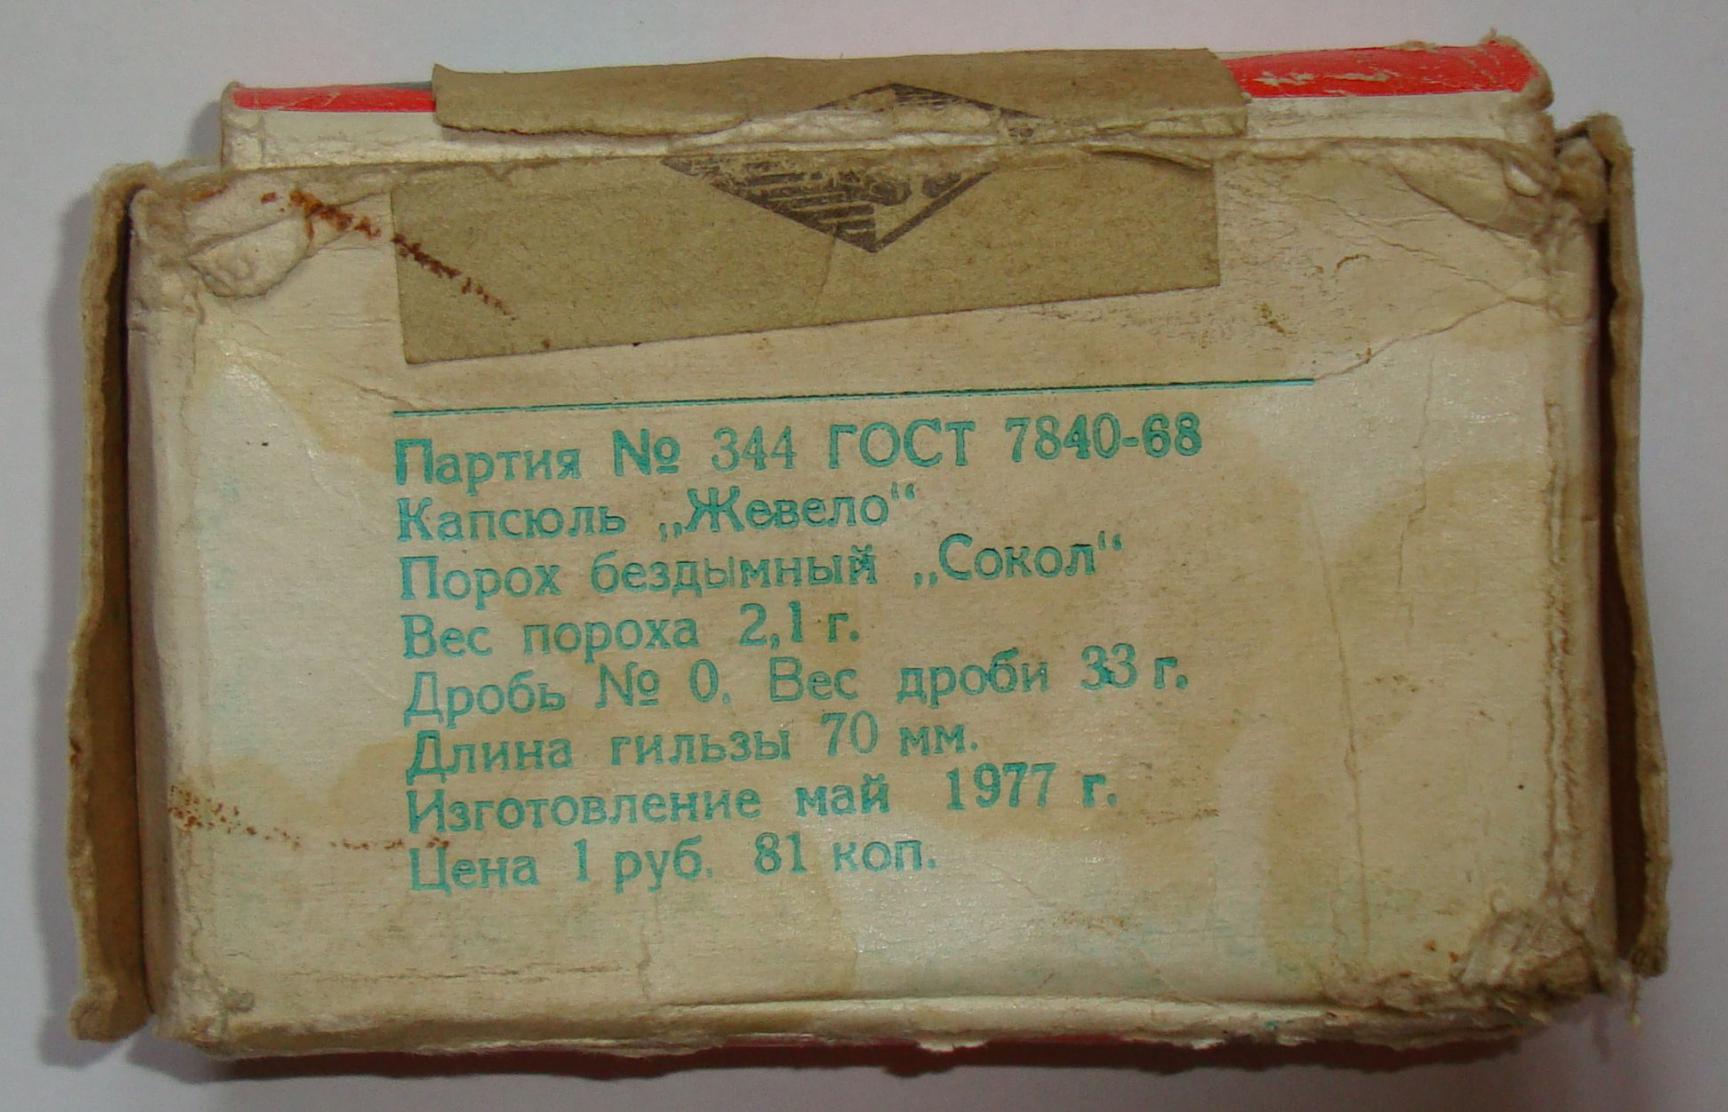 Партия № 344 ГОСТ 7840-68
Капсюль „Жевело“
Порох бездымный „Сокол“
Вес пороха 2,1 г.
Дробь № 0. Вес дроби 33 г.
Длина гильзы 70 мм.
Изготовление май 1977 г.
Цена 1 руб. 81 коп.